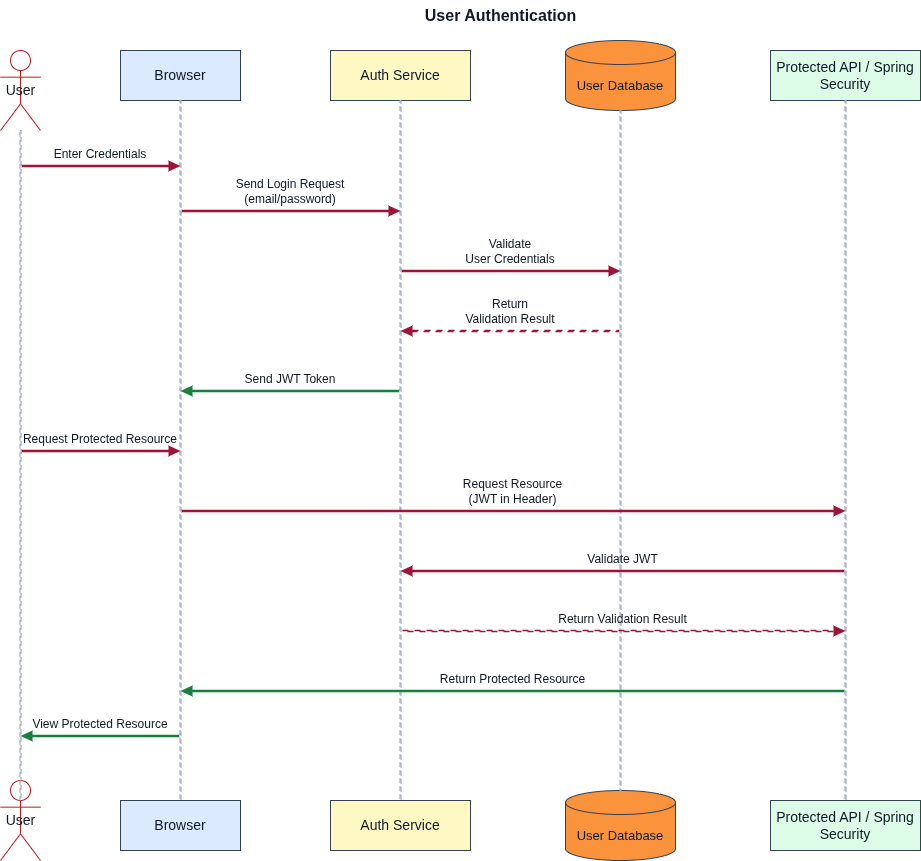 User Authentication
User
Browser
Auth Service
User Database
Protected API / Spring
Security
Enter Credentials
Send Login Request
(email/password)
Validate
User Credentials
Return
Validation Result
Send JWT Token
Request Protected Resource
Request Resource
(JWT in Header)
Validate JWT
Return Validation Result
Return Protected Resource
View Protected Resource
User
Browser
Auth Service
User Database
Protected API / Spring
Security